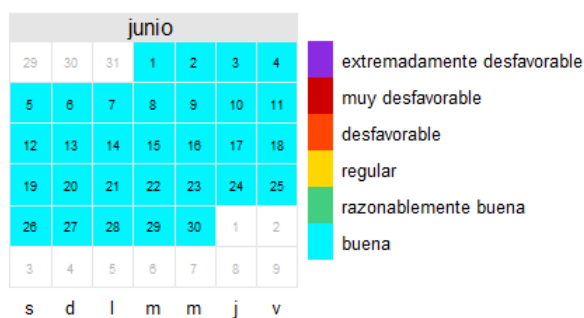 junio
29 30 31 1 2 3 4
5 6 7 8 9 10 11
12 13 14 15 16 17 18
19 20 21 22 23 24 25
26 27 28 29 30 1 2
3 4 5 6 7 8 9
s d l m m j v
extremadamente desfavorable
muy desfavorable
desfavorable
regular
razonablemente buena
buena